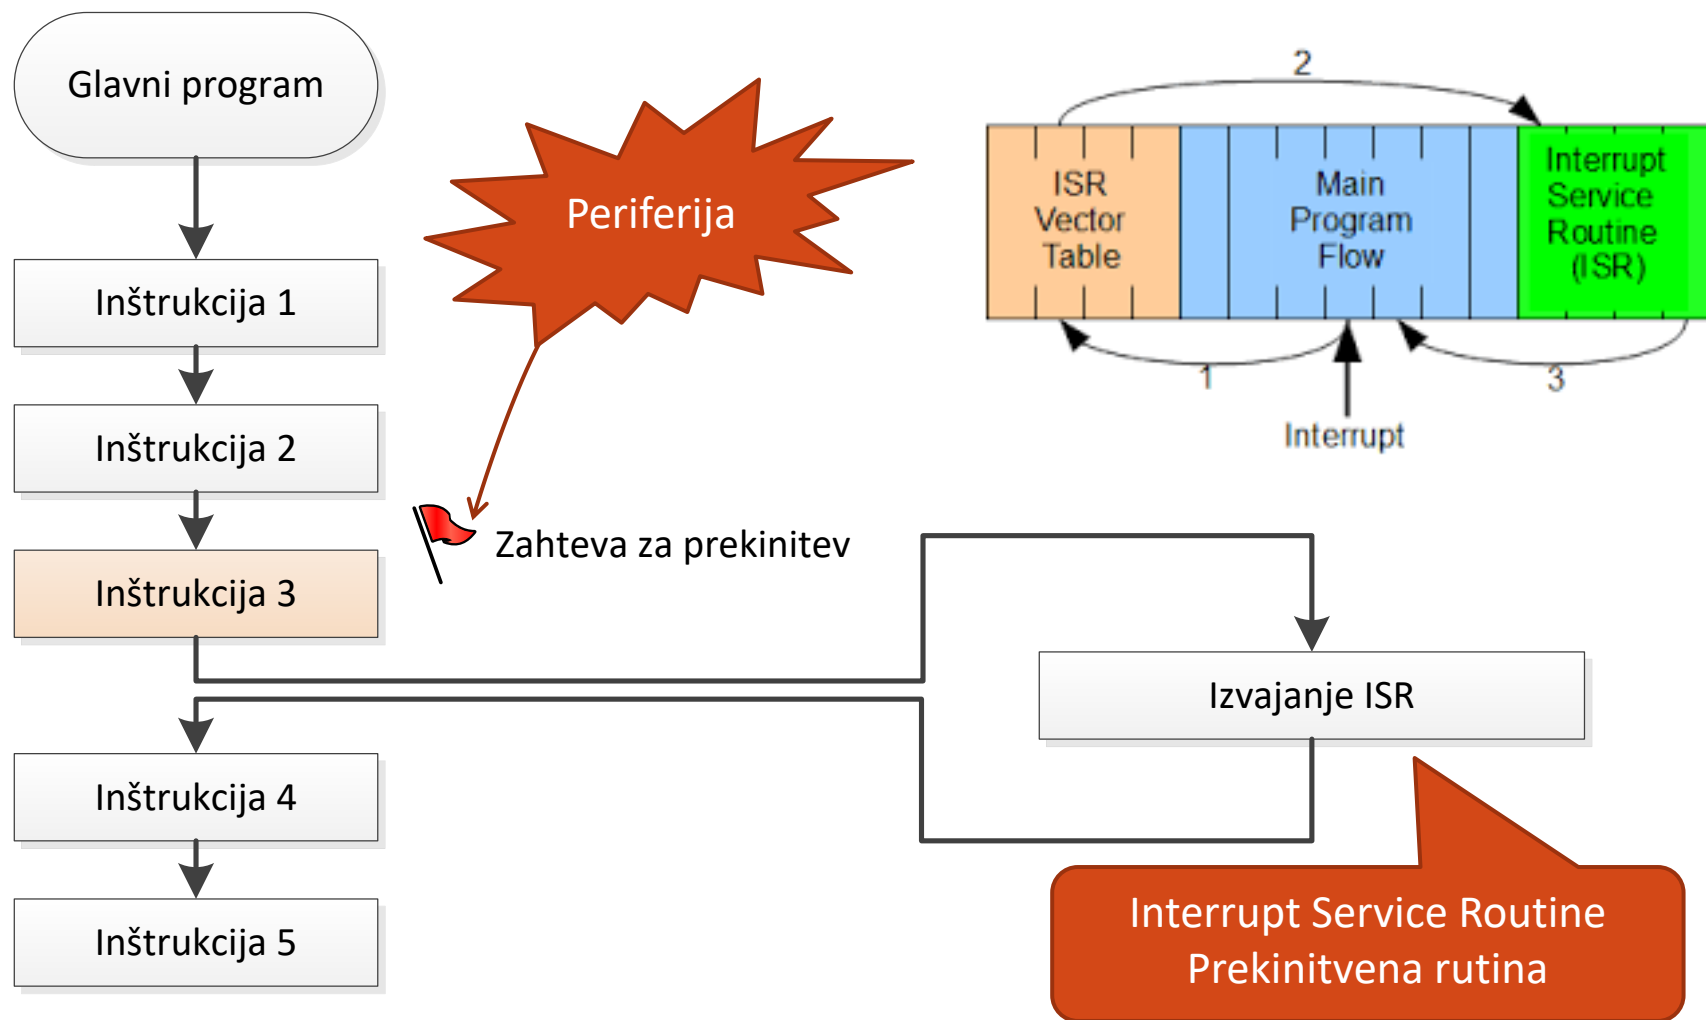 Glavni program
Inštrukcija 1
Inštrukcija 2
Inštrukcija 3
Inštrukcija 4
Inštrukcija 5
Periferija
Zahteva za prekinitev
2
ISR
Vector
Table
Main
Program
Flow
Interrupt
Service
Routine
(ISR)
1
3
Interrupt
Izvajanje ISR
Interrupt Service Routine
Prekinitvena rutina